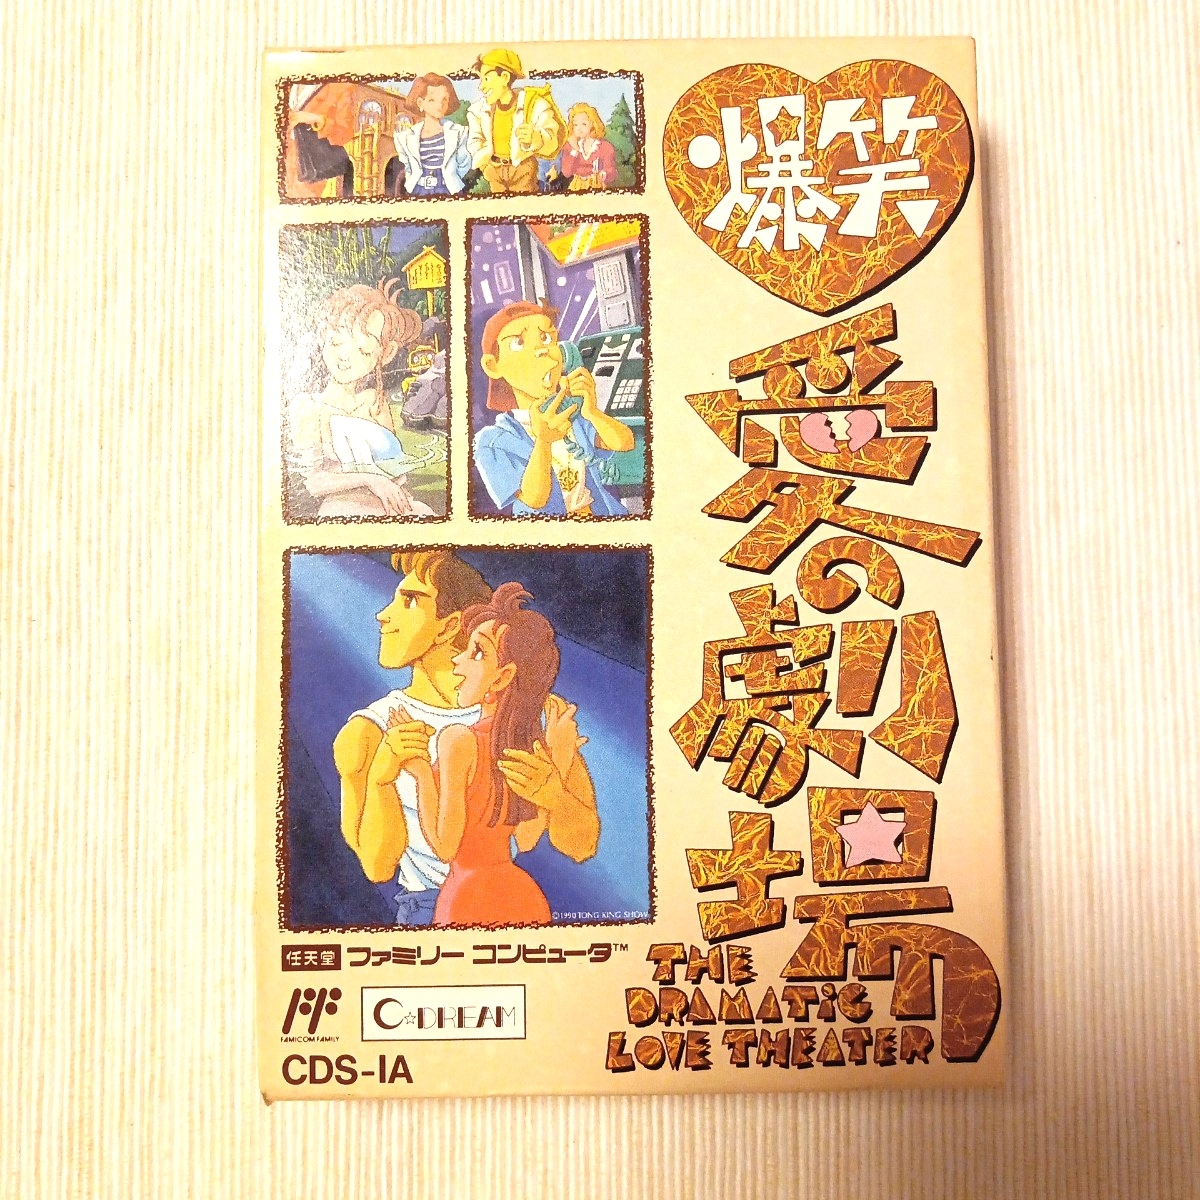 爆笑
愛の劇場
THE
DRAMATIC
LOVE THEATER
©1990 TONG KING SHOW
任天堂 ファミリー コンピュータ™
FAMICOM FAMILY
C☆DREAM
CDS-IA